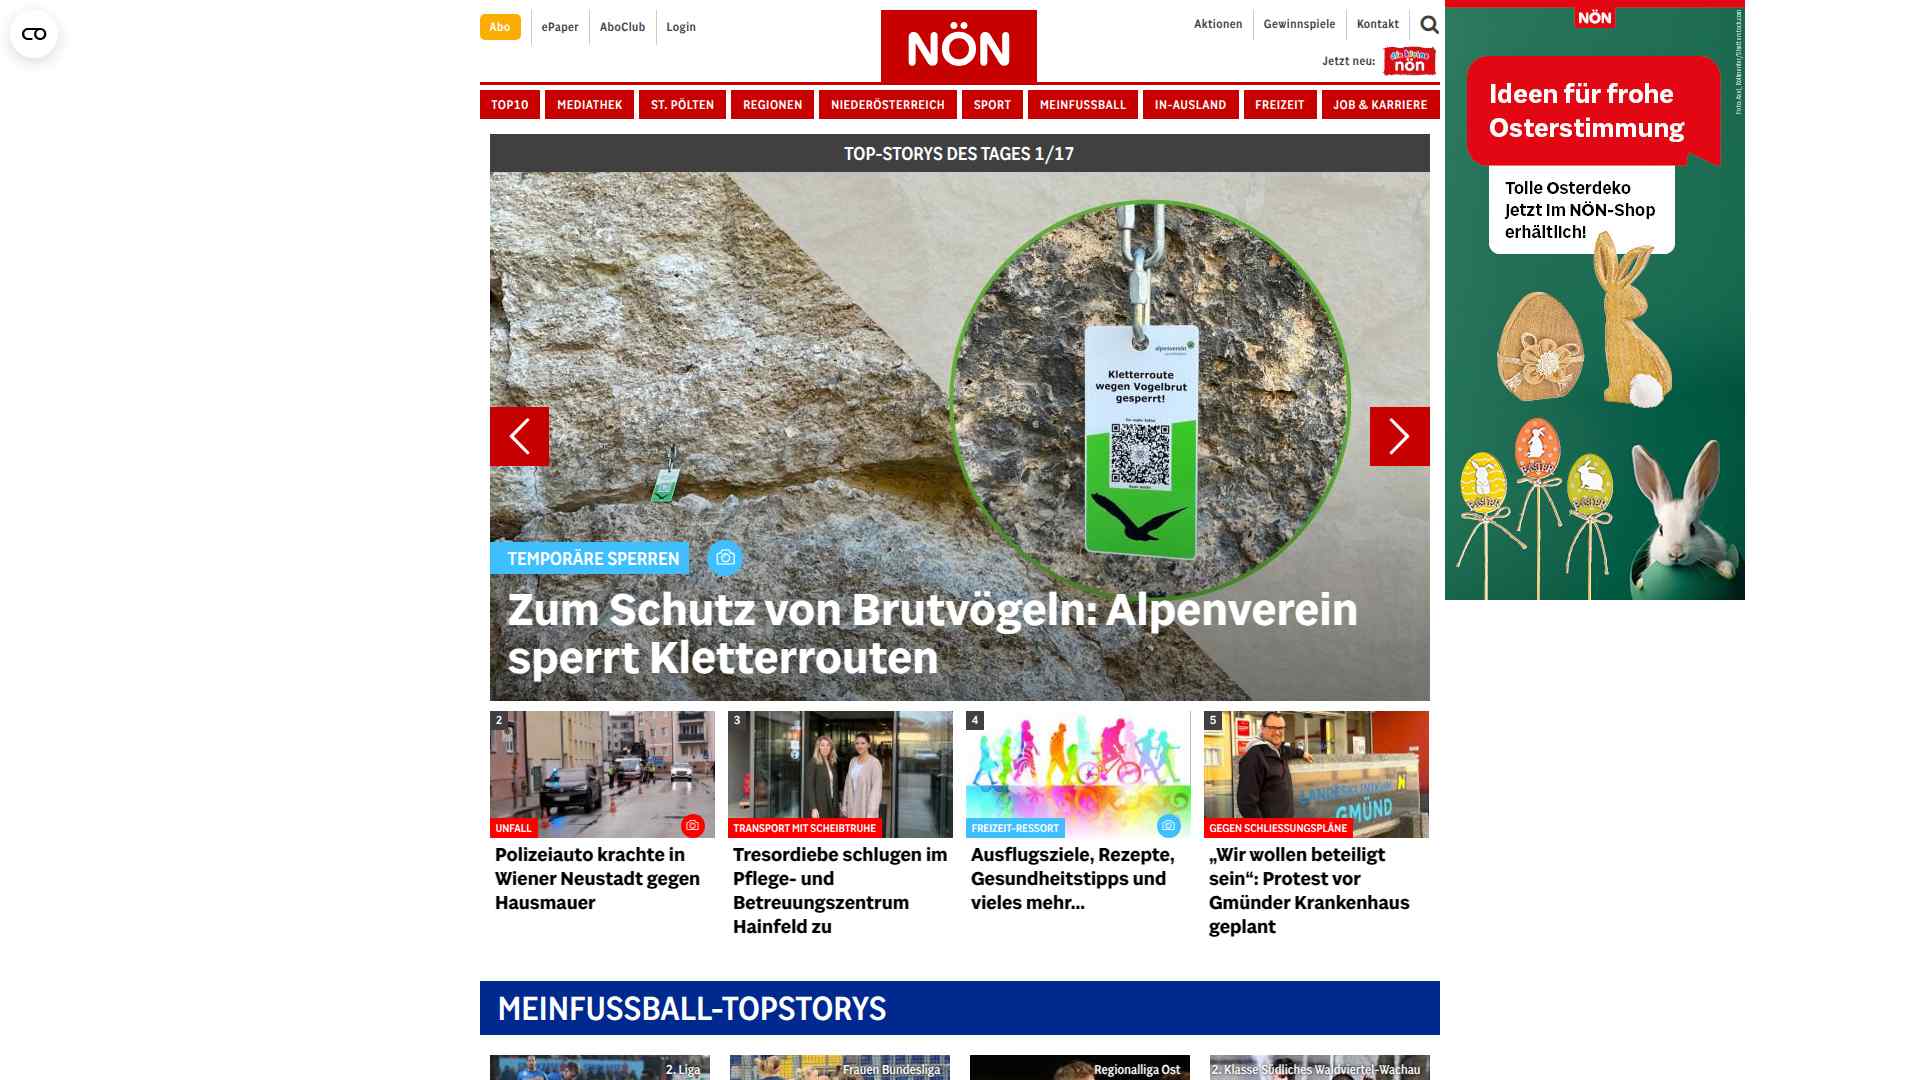 Abo
ePaper
AboClub
Login
NÖN
Aktionen
Gewinnspiele
Kontakt
Jetzt neu:
die kleine
nön
TOP10
MEDIATHEK
ST. PÖLTEN
REGIONEN
NIEDERÖSTERREICH
SPORT
MEINFUSSBALL
IN-AUSLAND
FREIZEIT
JOB & KARRIERE
TOP-STORYS DES TAGES 1/17
alpenverein
Kletterroute
wegen Vogelbrut
gesperrt!
TEMPORÄRE SPERREN
Zum Schutz von Brutvögeln: Alpenverein
sperrt Kletterrouten
2
UNFALL
Polizeiauto krachte in
Wiener Neustadt gegen
Hausmauer
3
TRANSPORT MIT SCHEIBTRUHE
Tresordiebe schlugen im
Pflege- und
Betreuungszentrum
Hainfeld zu
4
FREIZEIT-RESSORT
Ausflugsziele, Rezepte,
Gesundheitstipps und
vieles mehr...
5
LANDESKLINIKUM
GMÜND
GEGEN SCHLIESSUNGSPLÄNE
„Wir wollen beteiligt
sein“: Protest vor
Gmünder Krankenhaus
geplant
MEINFUSSBALL-TOPSTORYS
2. Liga
Frauen Bundesliga
Regionalliga Ost
2. Klasse Südliches Waldviertel-Wachau
NÖN
Ideen für frohe
Osterstimmung
Tolle Osterdeko
jetzt im NÖN-Shop
erhältlich!
EASTER
EASTER
EASTER